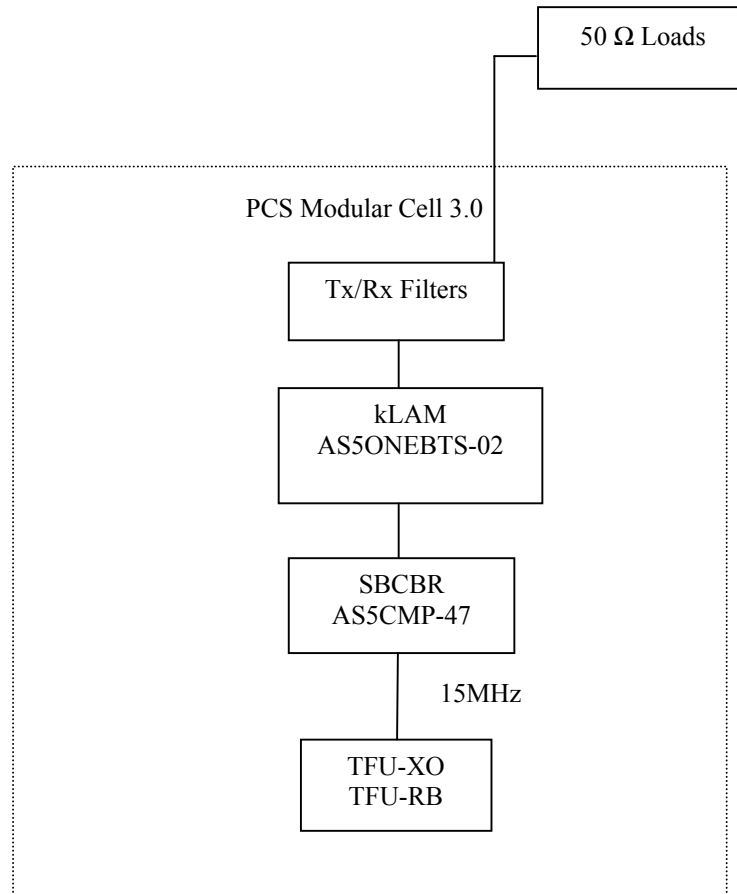 50 Ω Loads
PCS Modular Cell 3.0
Tx/Rx Filters
kLAM
AS5ONEBTS-02
SBCBR
AS5CMP-47
15MHz
TFU-XO
TFU-RB